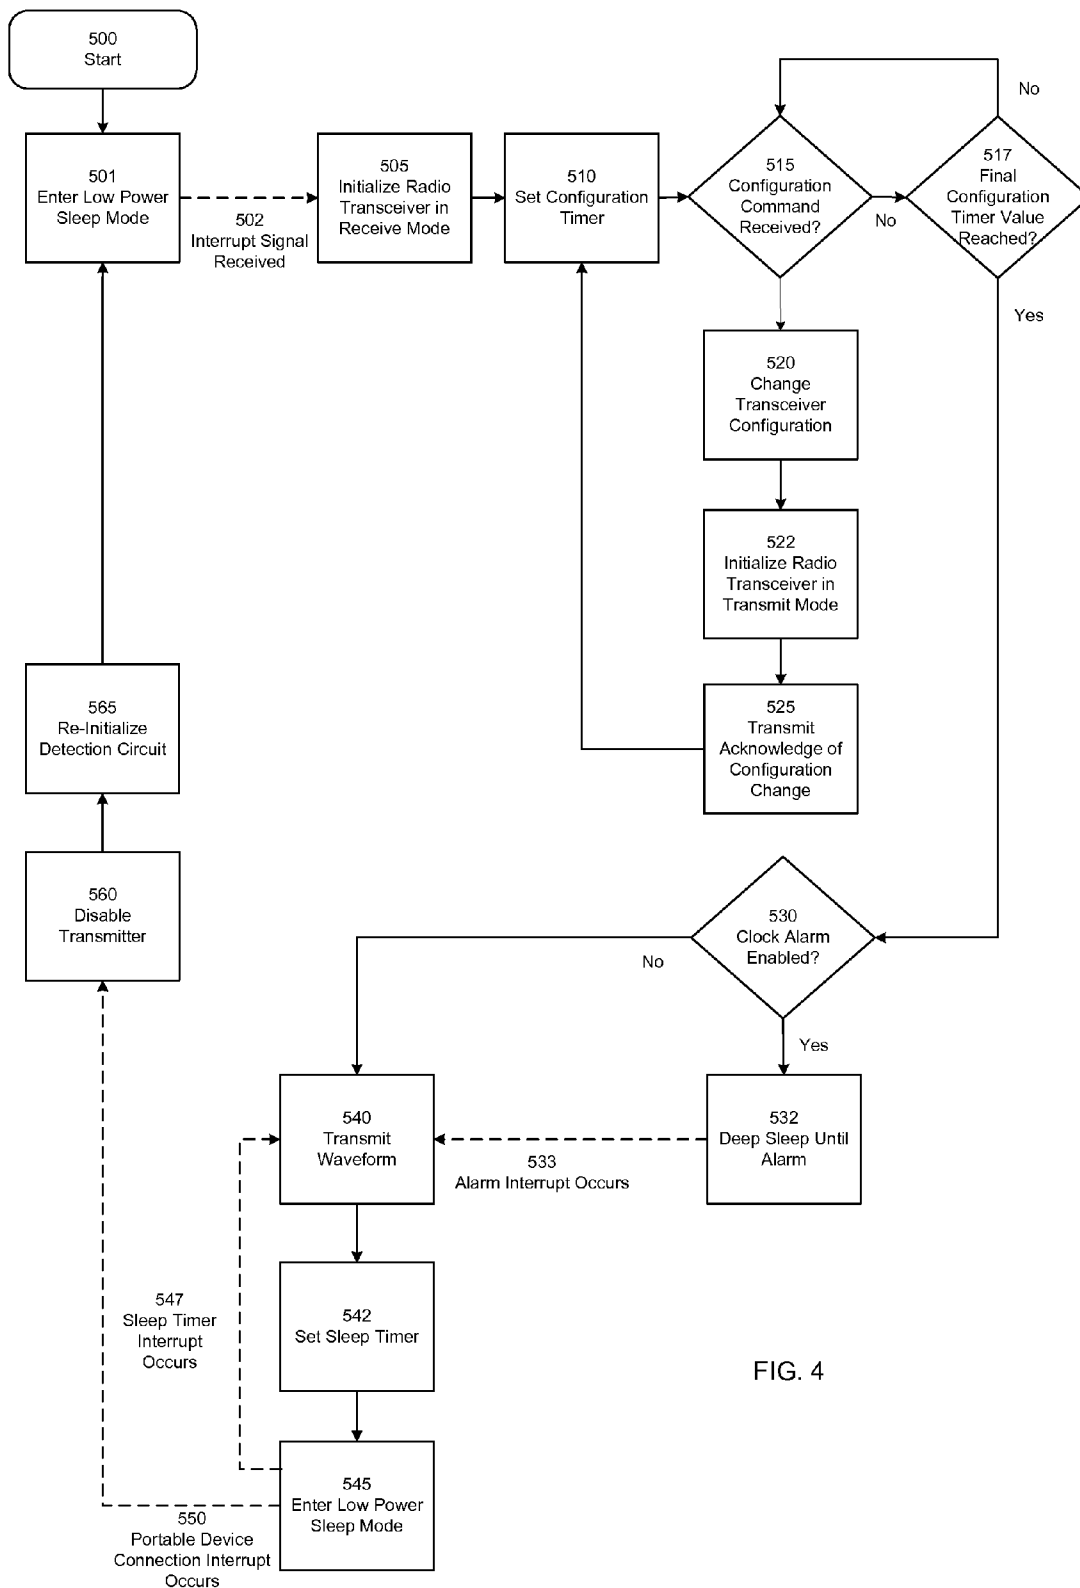 500
Start
501
Enter Low Power
Sleep Mode
502
Interrupt Signal
Received
505
Initialize Radio
Transceiver in
Receive Mode
510
Set Configuration
Timer
515
Configuration
Command
Received?
No
517
Final
Configuration
Timer Value
Reached?
No
Yes
520
Change
Transceiver
Configuration
522
Initialize Radio
Transceiver in
Transmit Mode
525
Transmit
Acknowledge of
Configuration
Change
565
Re-Initialize
Detection Circuit
560
Disable
Transmitter
530
Clock Alarm
Enabled?
No
Yes
540
Transmit
Waveform
533
Alarm Interrupt Occurs
532
Deep Sleep Until
Alarm
547
Sleep Timer
Interrupt
Occurs
542
Set Sleep Timer
FIG. 4
545
Enter Low Power
Sleep Mode
550
Portable Device
Connection Interrupt
Occurs